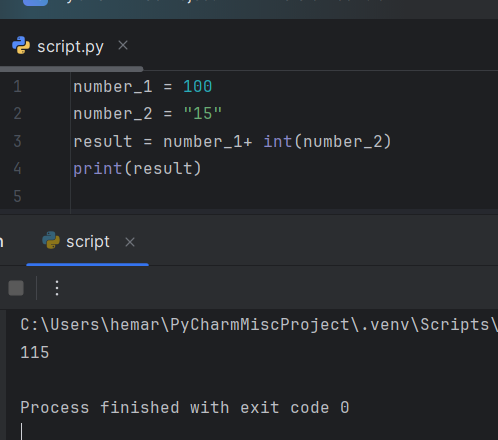 script.py
1 number_1 = 100
2 number_2 = "15"
3 result = number_1+ int(number_2)
4 print(result)
5
script
C:\Users\hemar\PyCharmMiscProject\.venv\Scripts\
115
Process finished with exit code 0